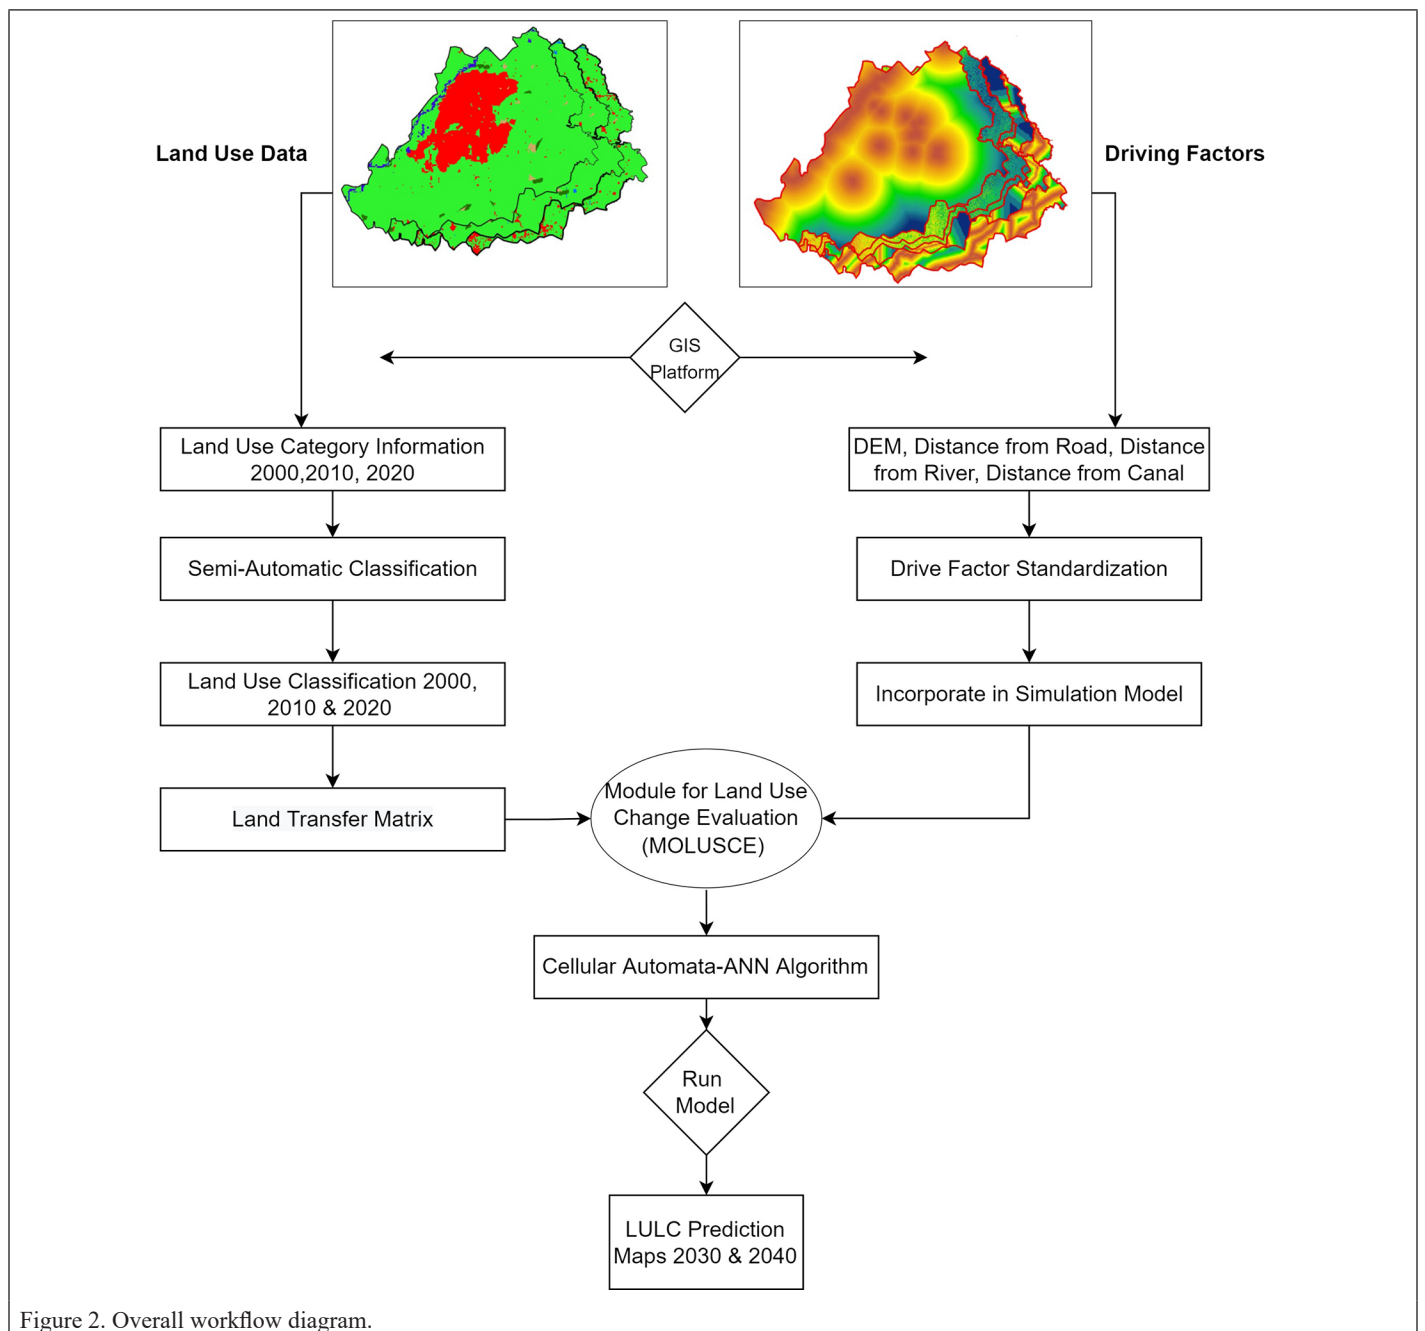 Land Use Data
Driving Factors
GIS
Platform
Land Use Category Information
2000,2010, 2020
DEM, Distance from Road, Distance
from River, Distance from Canal
Semi-Automatic Classification
Drive Factor Standardization
Land Use Classification 2000,
2010 & 2020
Incorporate in Simulation Model
Land Transfer Matrix
Module for Land Use
Change Evaluation
(MOLUSCE)
Cellular Automata-ANN Algorithm
Run
Model
LULC Prediction
Maps 2030 & 2040
Figure 2. Overall workflow diagram.